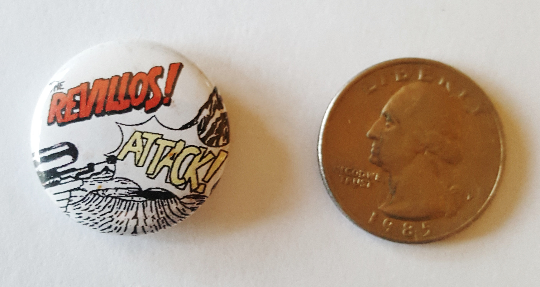 THE
REVILLOS!
ATTACK!
LIBERTY
IN GOD WE
TRUST
1985